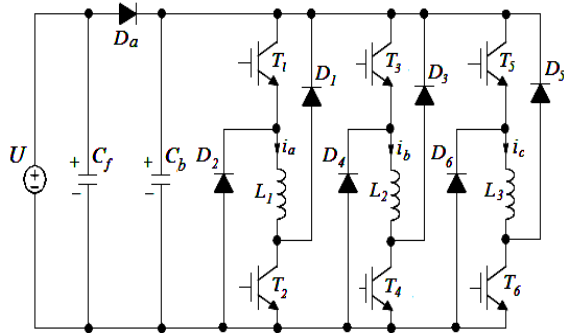 Da
T1
D1
T3
D3
T5
D5
U
+
Cf
−
+
Cb
−
D2
ia
L1
D4
ib
L2
D6
ic
L3
T2
T4
T6